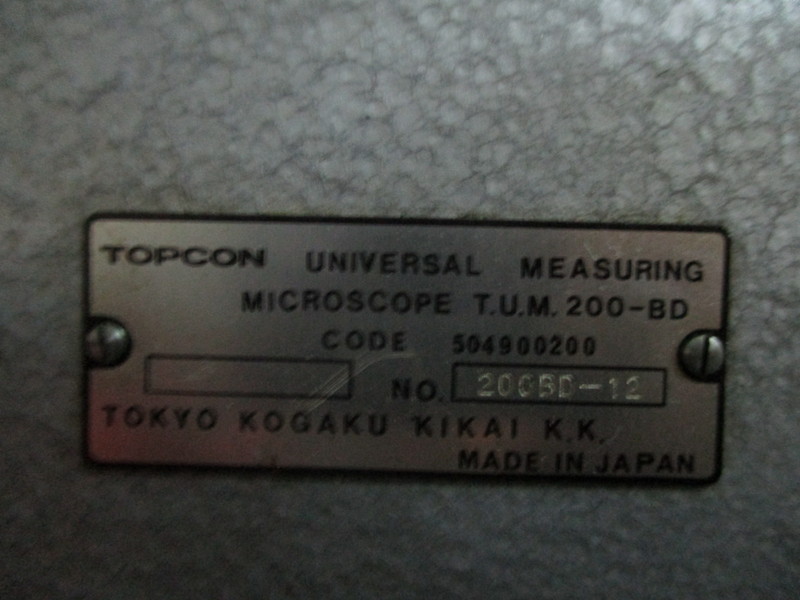 TOPCON UNIVERSAL MEASURING
MICROSCOPE T.U.M. 200-BD
CODE 504900200
NO. 200BD-12
TOKYO KOGAKU KIKAI K.K.
MADE IN JAPAN